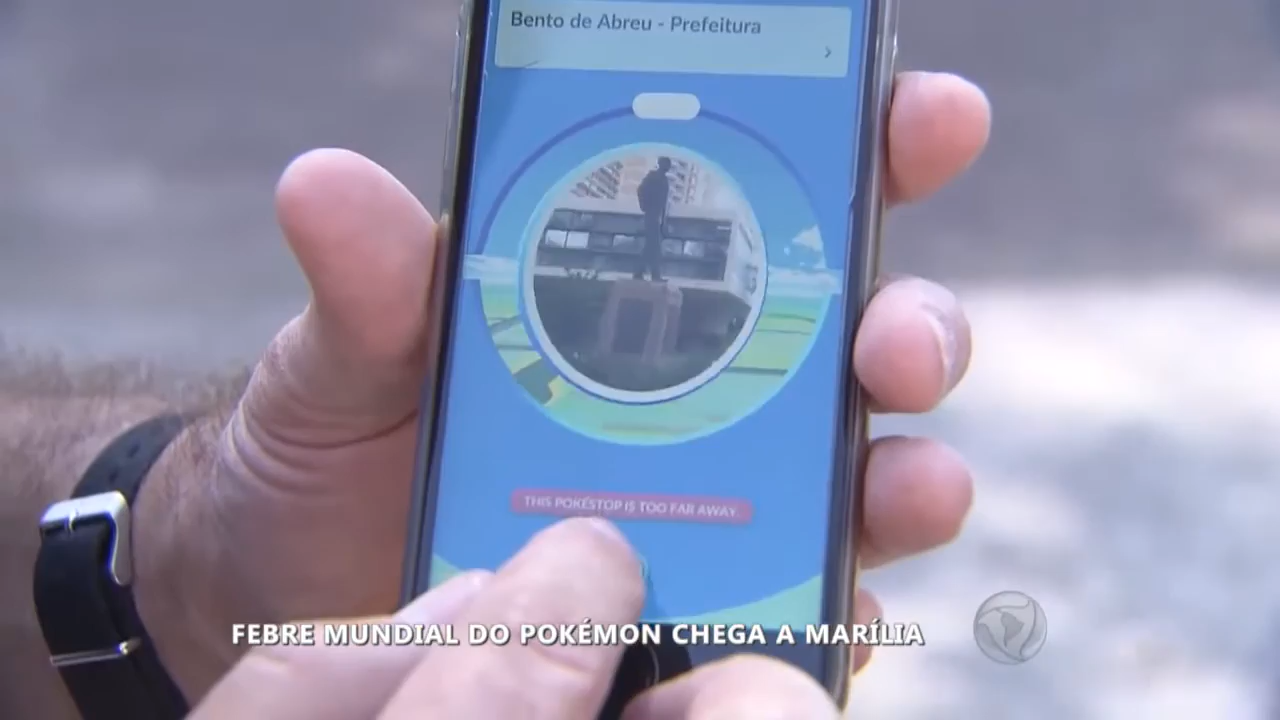 Bento de Abreu - Prefeitura
THIS POKÉSTOP IS TOO FAR AWAY.
FEBRE MUNDIAL DO POKÉMON CHEGA A MARÍLIA